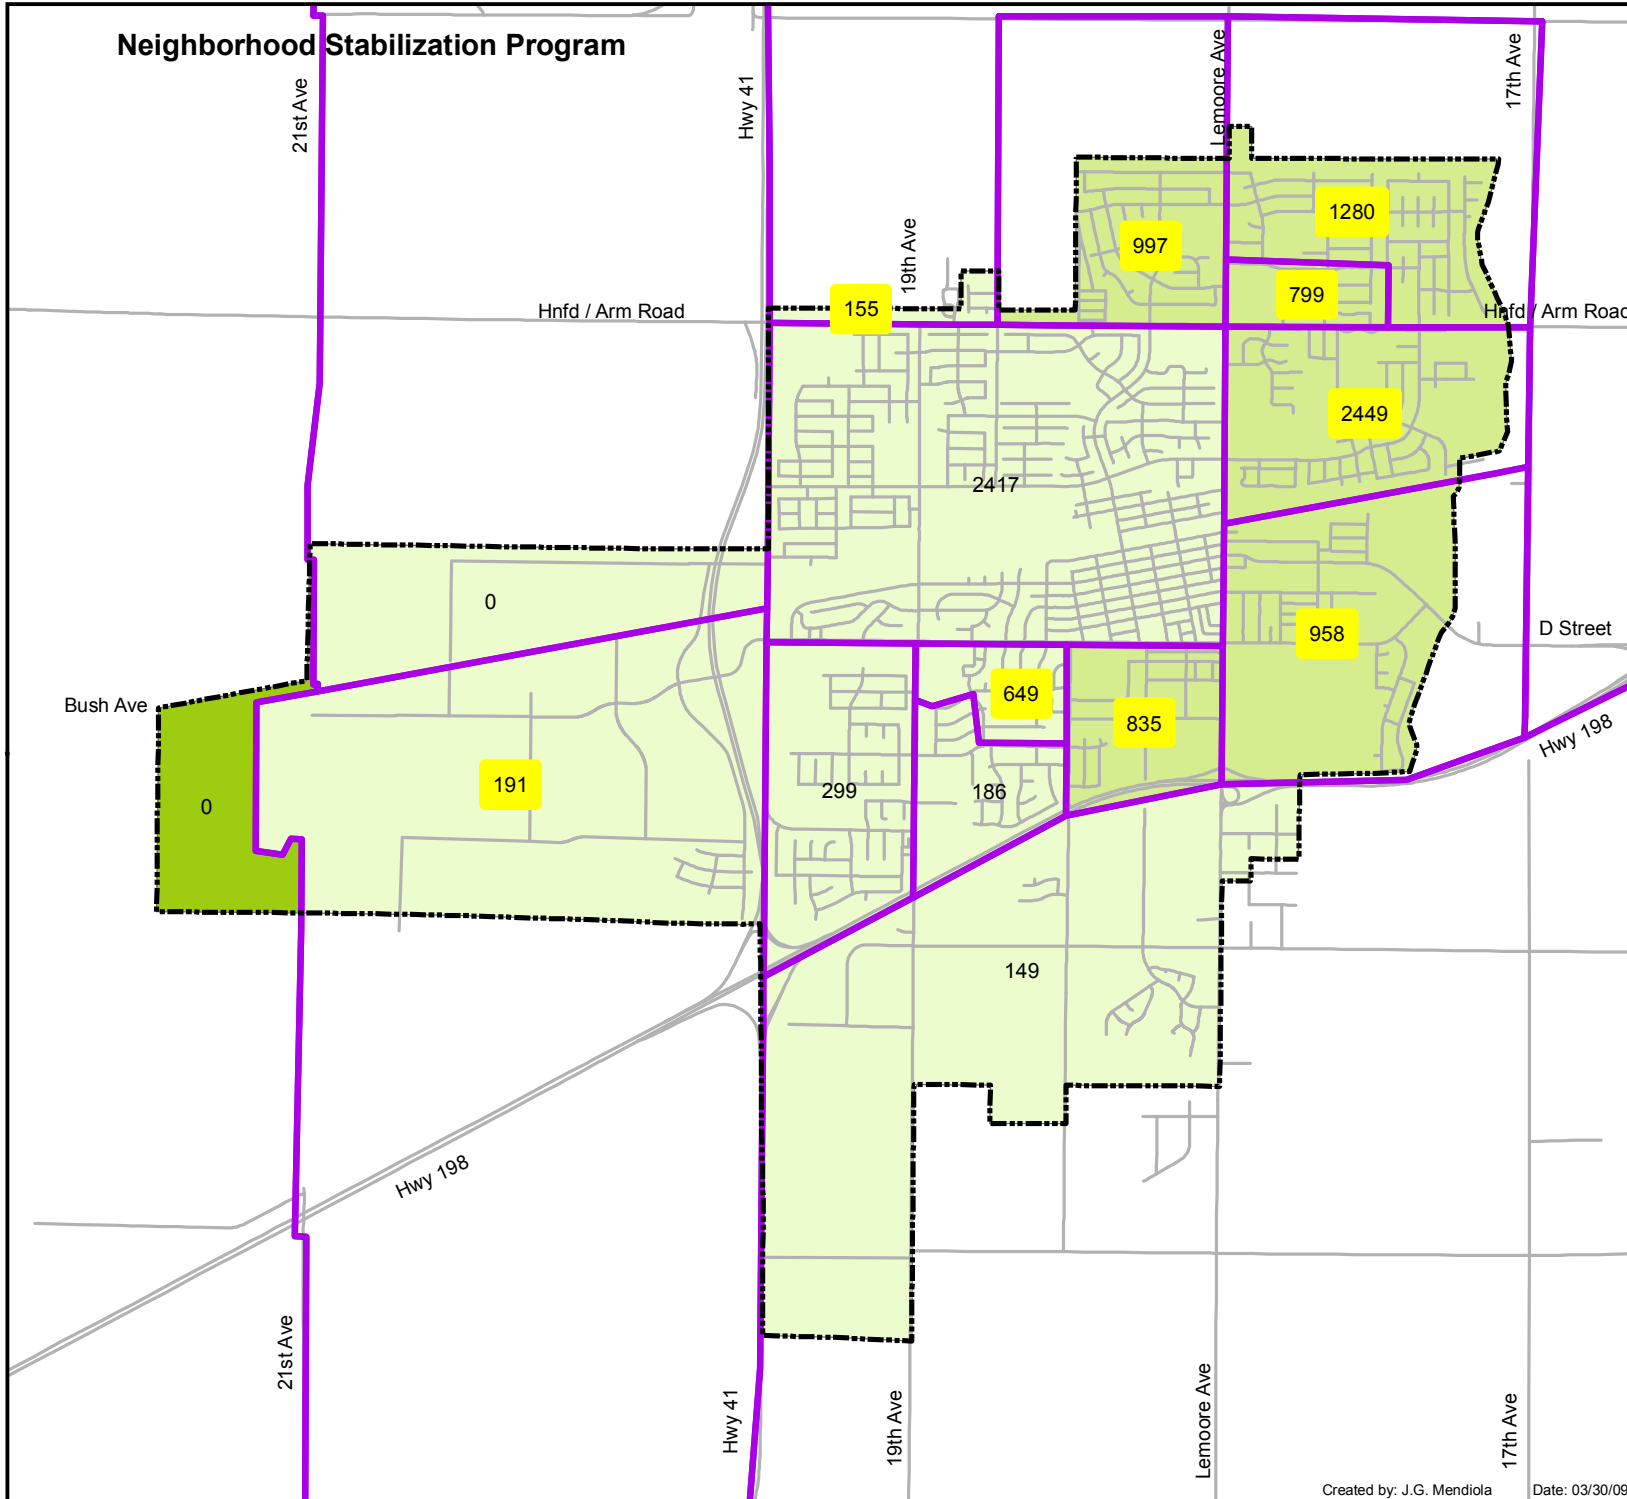 Neighborhood Stabilization Program
21st Ave
Hwy 41
Lemoore Ave
17th Ave
19th Ave
1280
997
799
155
Hnfd / Arm Road
Hnfd / Arm Road
2449
2417
0
958
D Street
Bush Ave
649
835
Hwy 198
191
299
186
0
149
Hwy 198
21st Ave
Hwy 41
19th Ave
Lemoore Ave
17th Ave
Created by: J.G. Mendiola
Date: 03/30/09